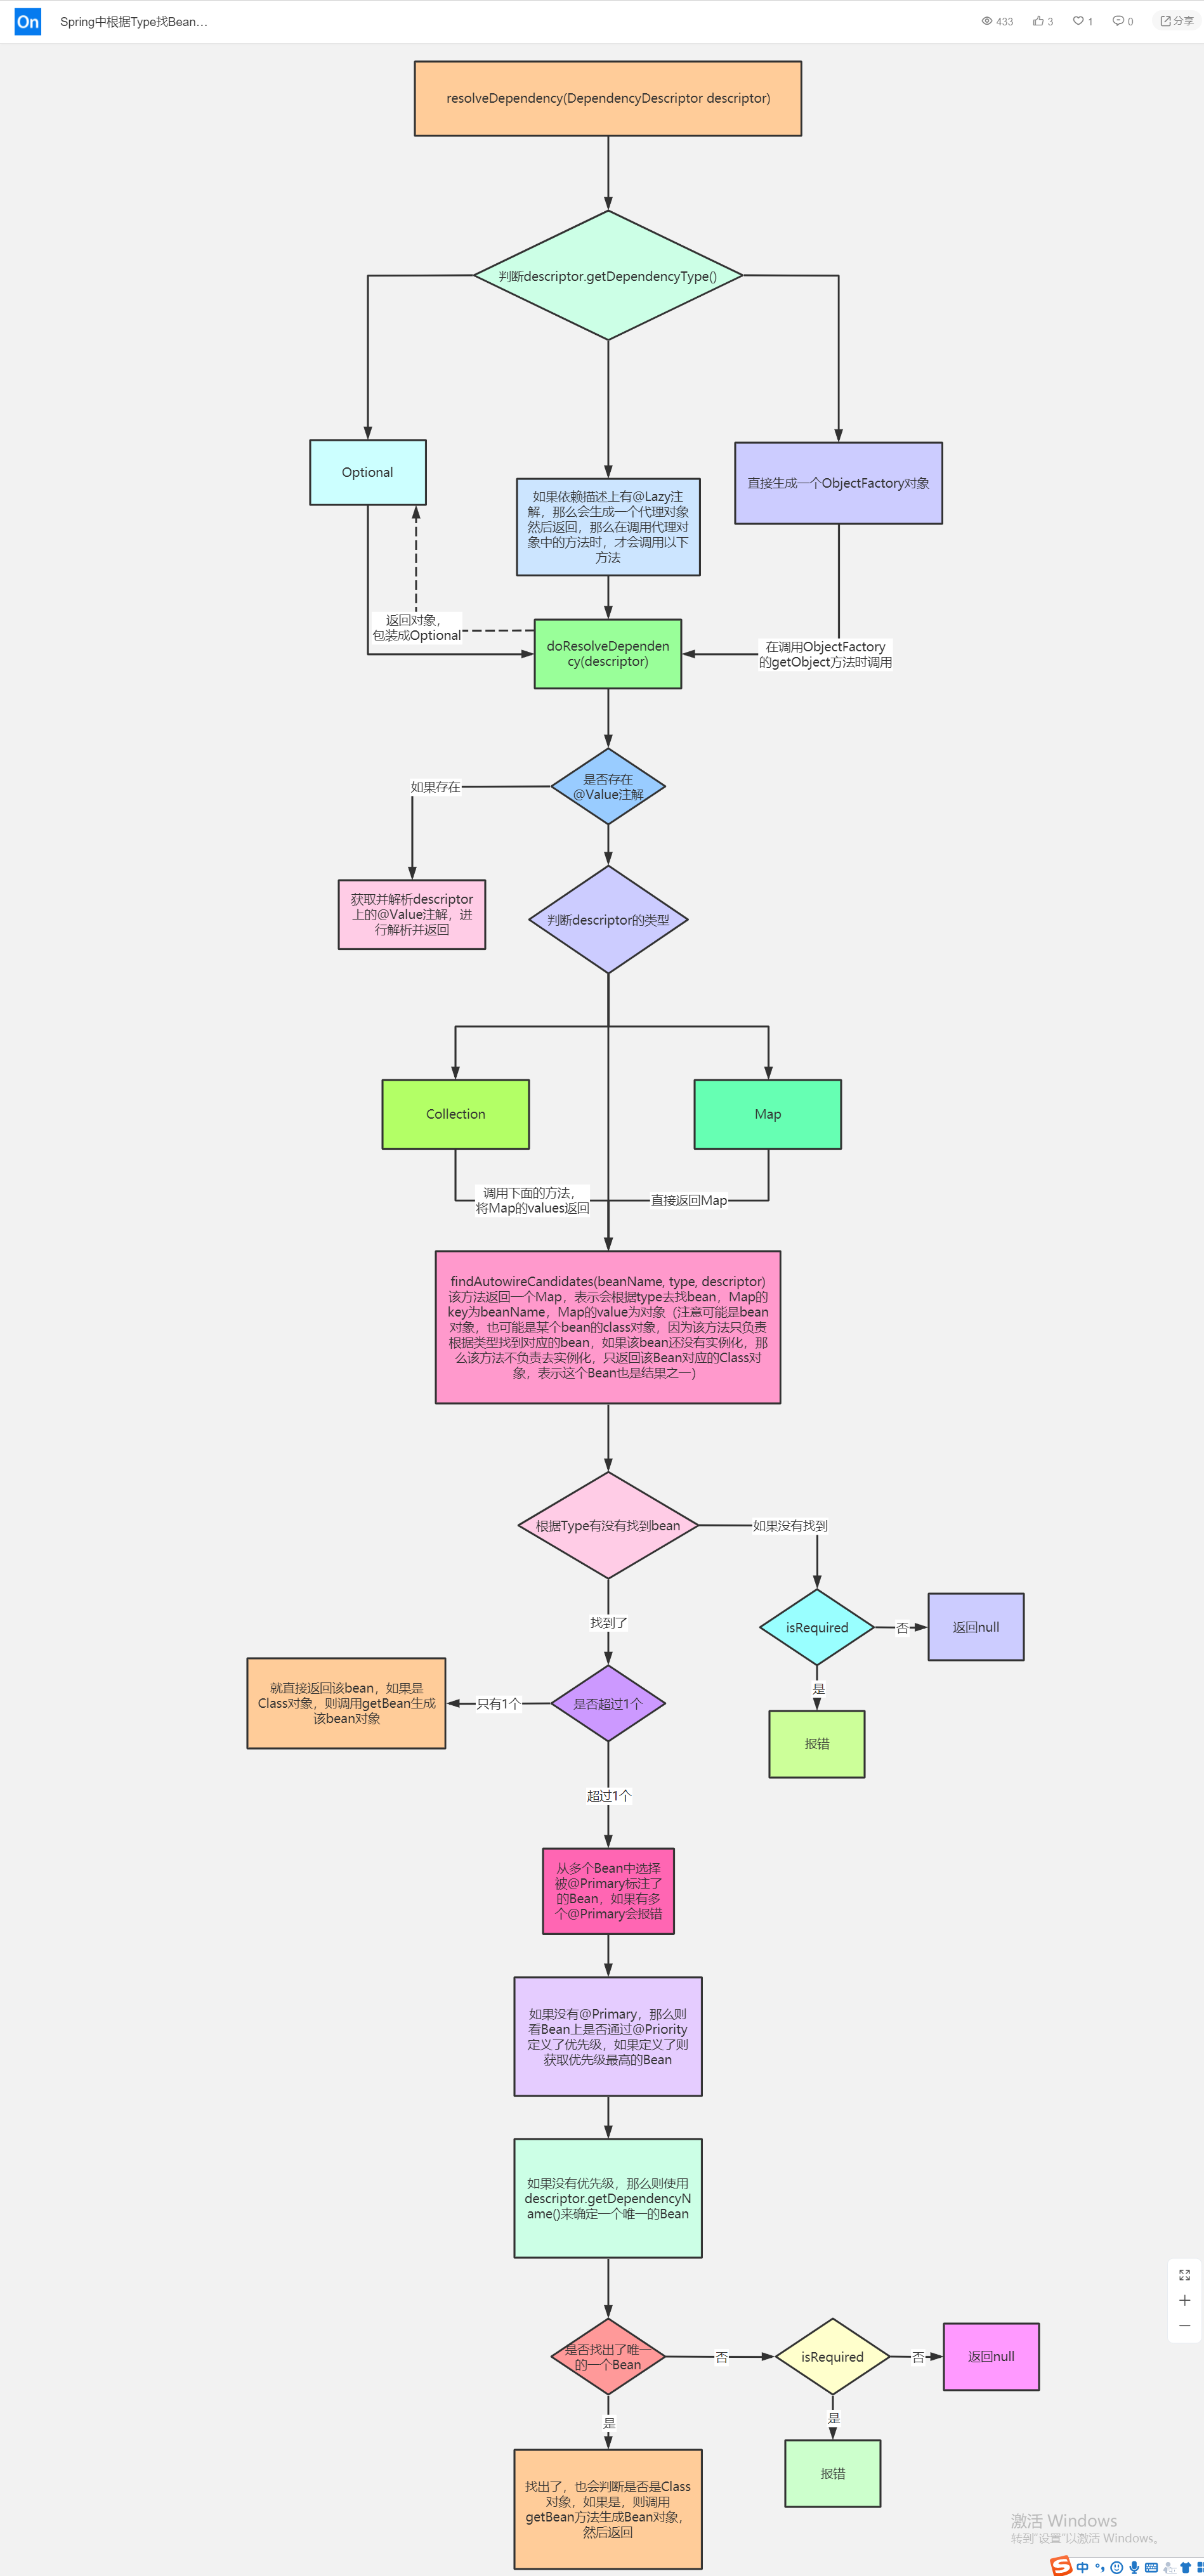 On
Spring中根据Type找Bean...
433
3
1
0
分享
resolveDependency(DependencyDescriptor descriptor)
判断descriptor.getDependencyType()
Optional
如果依赖描述上有@Lazy注
解，那么会生成一个代理对象
然后返回，那么在调用代理对
象中的方法时，才会调用以下
方法
直接生成一个ObjectFactory对象
返回对象，
包装成Optional
doResolveDependen
cy(descriptor)
在调用ObjectFactory
的getObject方法时调用
是否存在
@Value注解
如果存在
获取并解析descriptor
上的@Value注解，进
行解析并返回
判断descriptor的类型
Collection
Map
调用下面的方法，
将Map的values返回
直接返回Map
findAutowireCandidates(beanName, type, descriptor)
该方法返回一个Map，表示会根据type去找bean，Map的
key为beanName，Map的value为对象（注意可能是bean
对象，也可能是某个bean的class对象，因为该方法只负责
根据类型找到对应的bean，如果该bean还没有实例化，那
么该方法不负责去实例化，只返回该Bean对应的Class对
象，表示这个Bean也是结果之一）
根据Type有没有找到bean
如果没有找到
找到了
isRequired
否
返回null
是
报错
是否超过1个
只有1个
就直接返回该bean，如果是
Class对象，则调用getBean生成
该bean对象
超过1个
从多个Bean中选择
被@Primary标注了
的Bean，如果有多
个@Primary会报错
如果没有@Primary，那么则
看Bean上是否通过@Priority
定义了优先级，如果定义了则
获取优先级最高的Bean
如果没有优先级，那么则使用
descriptor.getDependencyN
ame()来确定一个唯一的Bean
是否找出了唯一
的一个Bean
否
isRequired
否
返回null
是
报错
是
找出了，也会判断是否是Class
对象，如果是，则调用
getBean方法生成Bean对象，
然后返回
激活 Windows
转到"设置"以激活 Windows。
中